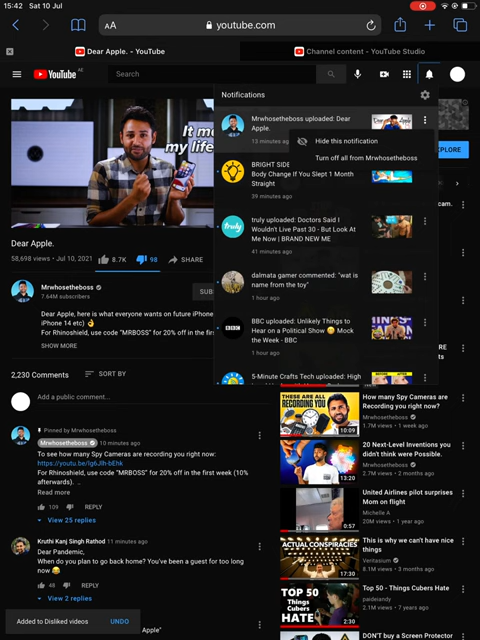 15:42 Sat 10 Jul
AA
youtube.com
Dear Apple. - YouTube
Channel content - YouTube Studio
YouTube AE
Search
Notifications
Mrwhosetheboss uploaded: Dear
Apple.
13 minutes ago
Hide this notification
Turn off all from Mrwhosetheboss
BRIGHT SIDE
Body Change If You Slept 1 Month
Straight
39 minutes ago
truly uploaded: Doctors Said I
Wouldn't Live Past 30 - But Look At
Me Now | BRAND NEW ME
41 minutes ago
dalmata gamer commented: "wat is
name from the toy"
1 hour ago
BBC uploaded: Unlikely Things to
Hear on a Political Show 😏 Mock
the Week - BBC
1 hour ago
5-Minute Crafts Tech uploaded: High
It me
my life
EXPLORE
Dear Apple.
58,698 views • Jul 10, 2021
8.7K
98
SHARE
Mrwhosetheboss
7.64M subscribers
SUB
Dear Apple, here is what everyone wants on future iPhone
iPhone 14 etc) 👌
For Rhinoshield, use code "MRBOSS" for 20% off in the firs
SHOW MORE
2,230 Comments
SORT BY
Add a public comment...
Pinned by Mrwhosetheboss
Mrwhosetheboss 10 minutes ago
To see how many Spy Cameras are recording you right now:
https://youtu.be/Ig6Jlh-bEhk
For Rhinoshield, use code "MRBOSS" for 20% off in the first week (10%
afterwards). ..
Read more
109
REPLY
View 25 replies
Kruthi Kanj Singh Rathod 11 minutes ago
Dear Pandemic,
When do you plan to go back home? You've been a guest for too long
now 😂
48
REPLY
View 2 replies
Added to Disliked videos
UNDO
Apple"
THESE ARE
ALL
RECORDING
YOU
10:09
How many Spy Cameras are
Recording you right now?
Mrwhosetheboss
1.7M views • 1 week ago
13:20
20 Next-Level Inventions you
didn't think were Possible.
Mrwhosetheboss
2.7M views • 2 months ago
0:57
United Airlines pilot surprises
Mom on flight
Michelle A
20M views • 1 year ago
ACTUAL CONSPIRACIES
17:30
This is why we can't have nice
things
Veritasium
8.1M views • 3 months ago
TOP 50
THINGS CUBERS
HATE
2:30
Top 50 - Things Cubers Hate
paideiandy
2.1M views • 7 years ago
DON'T buy a Screen Protector